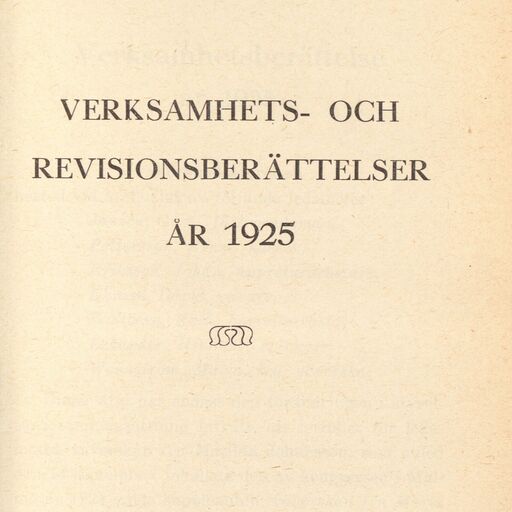 VERKSAMHETS- OCH
REVISIONSBERÄTTELSER
ÅR 1925